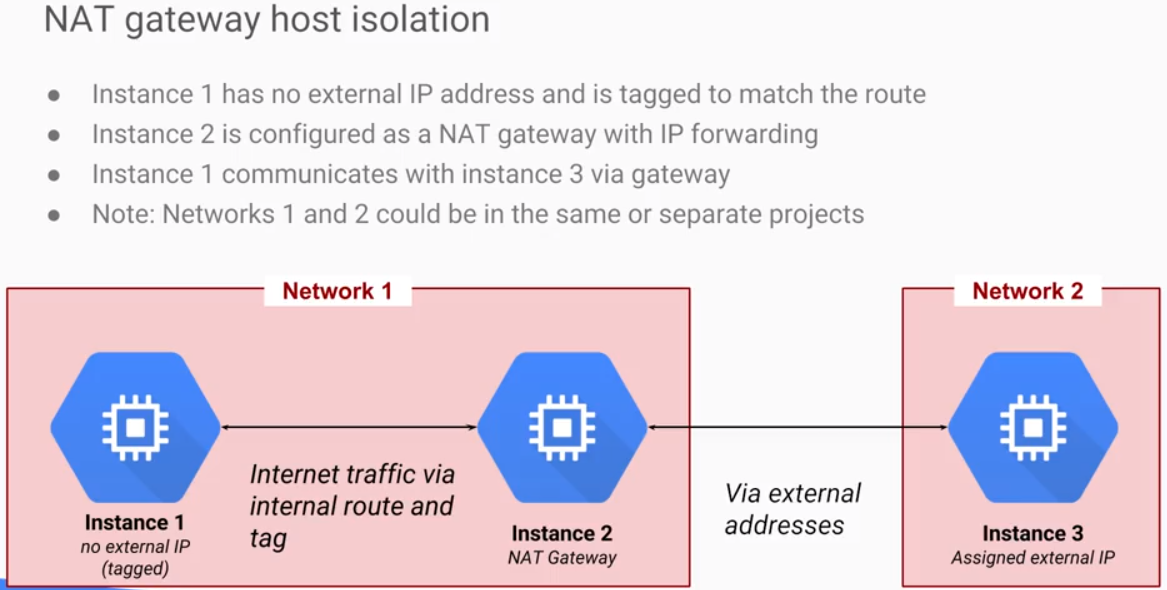 NAT gateway host isolation
● Instance 1 has no external IP address and is tagged to match the route
● Instance 2 is configured as a NAT gateway with IP forwarding
● Instance 1 communicates with instance 3 via gateway
● Note: Networks 1 and 2 could be in the same or separate projects
Network 1
Internet traffic via
internal route and
tag
Instance 1
no external IP
(tagged)
Instance 2
NAT Gateway
Via external
addresses
Network 2
Instance 3
Assigned external IP